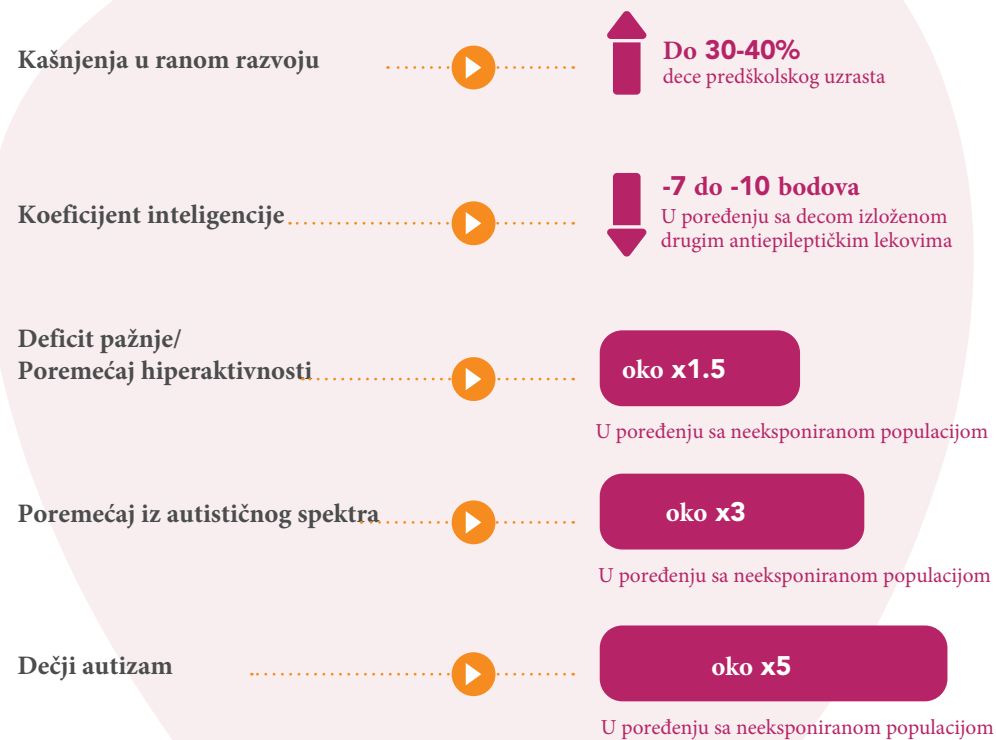 Kašnjenja u ranom razvoju
Do 30-40%
dece predškolskog uzrasta
Koeficijent inteligencije
-7 do -10 bodova
U poređenju sa decom izloženom
drugim antiepileptičkim lekovima
Deficit pažnje/
Poremećaj hiperaktivnosti
oko x1.5
U poređenju sa neeksponiranom populacijom
Poremećaj iz autističnog spektra
oko x3
U poređenju sa neeksponiranom populacijom
Dečji autizam
oko x5
U poređenju sa neeksponiranom populacijom